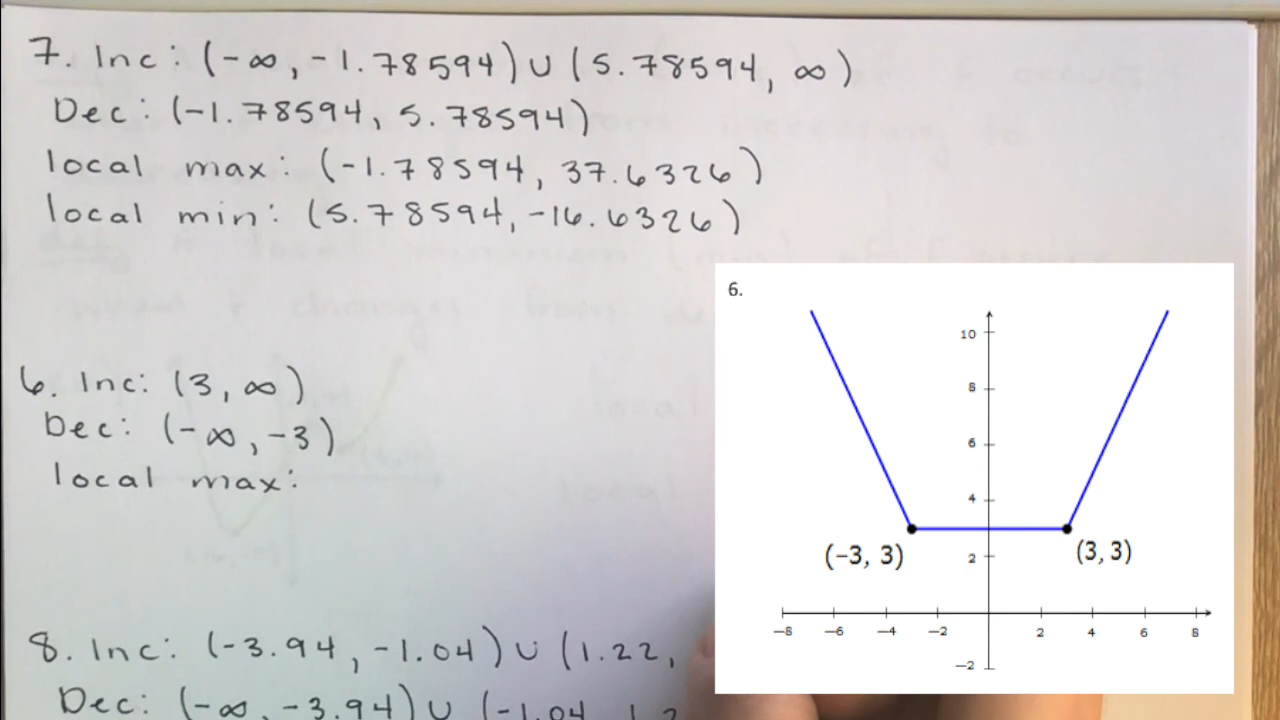 7. Inc: (-∞, -1.78594) ∪ (5.78594, ∞)
Dec: (-1.78594, 5.78594)
local max: (-1.78594, 37.6326)
local min: (5.78594, -16.6326)
6. Inc: (3, ∞)
Dec: (-∞, -3)
local max:
8. Inc: (-3.94, -1.04) ∪ (1.22,
Dec: (-∞, -3.94) ∪ (-1.04, 1.2
6.
10
8
6
4
(-3, 3)
(3, 3)
2
-8 -6 -4 -2 2 4 6 8
-2